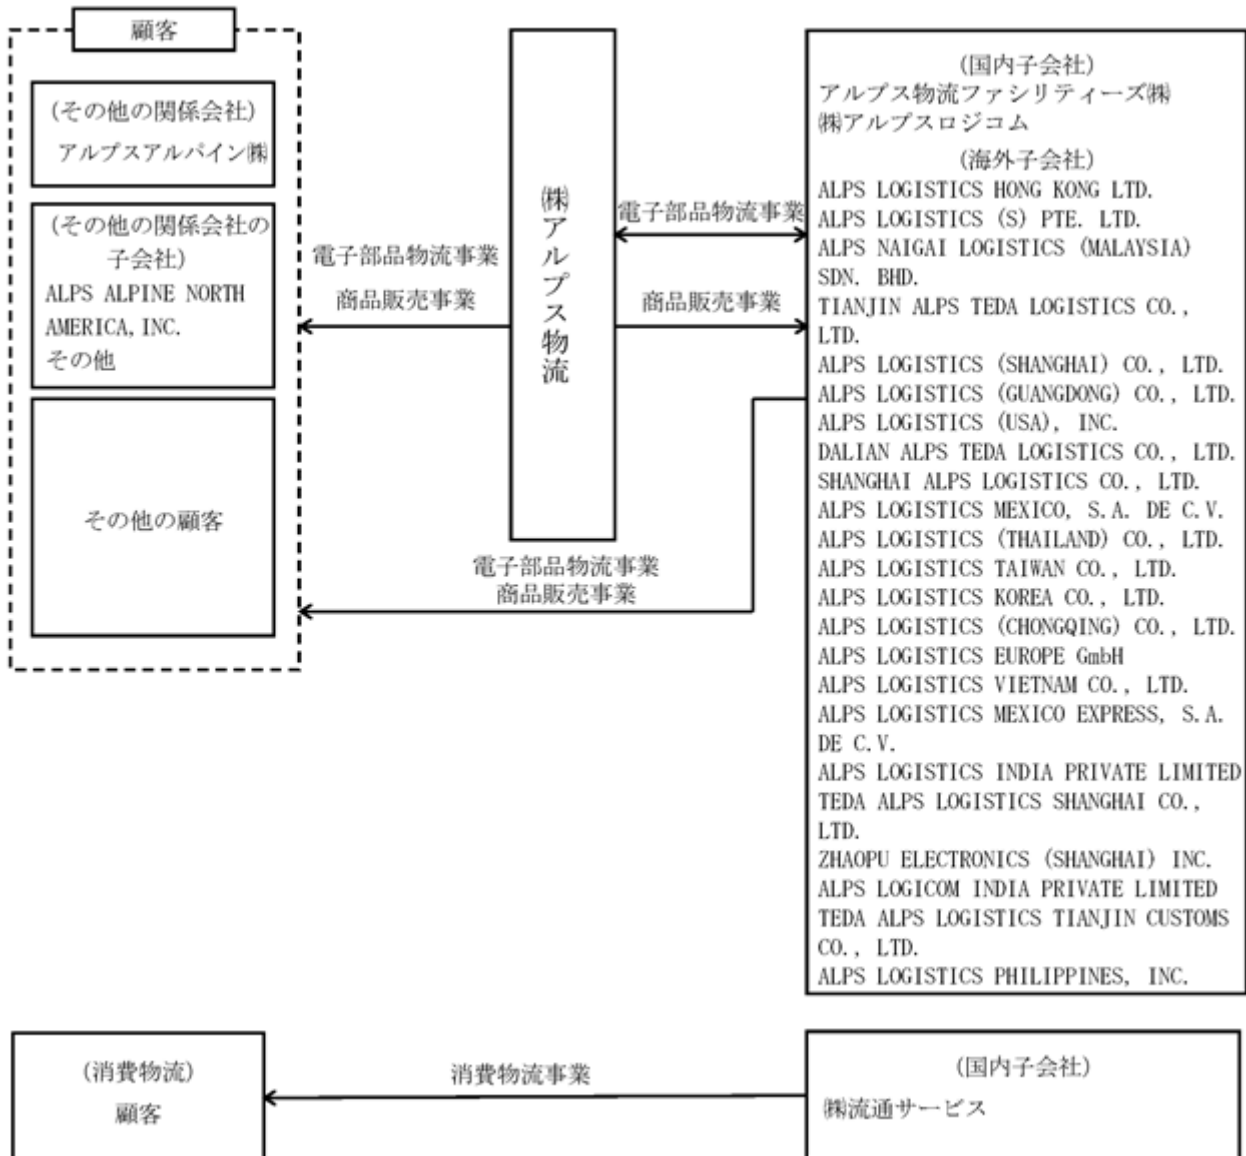 顧客
(その他の関係会社)
アルプスアルパイン㈱
(その他の関係会社の
子会社)
ALPS ALPINE NORTH
AMERICA, INC.
その他
その他の顧客
電子部品物流事業
商品販売事業
㈱アルプス物流
電子部品物流事業
商品販売事業
電子部品物流事業
商品販売事業
(国内子会社)
アルプス物流ファシリティーズ㈱
㈱アルプスロジコム
(海外子会社)
ALPS LOGISTICS HONG KONG LTD.
ALPS LOGISTICS (S) PTE. LTD.
ALPS NAIGAI LOGISTICS (MALAYSIA)
SDN. BHD.
TIANJIN ALPS TEDA LOGISTICS CO.,
LTD.
ALPS LOGISTICS (SHANGHAI) CO., LTD.
ALPS LOGISTICS (GUANGDONG) CO., LTD.
ALPS LOGISTICS (USA), INC.
DALIAN ALPS TEDA LOGISTICS CO., LTD.
SHANGHAI ALPS LOGISTICS CO., LTD.
ALPS LOGISTICS MEXICO, S.A. DE C.V.
ALPS LOGISTICS (THAILAND) CO., LTD.
ALPS LOGISTICS TAIWAN CO., LTD.
ALPS LOGISTICS KOREA CO., LTD.
ALPS LOGISTICS (CHONGQING) CO., LTD.
ALPS LOGISTICS EUROPE GmbH
ALPS LOGISTICS VIETNAM CO., LTD.
ALPS LOGISTICS MEXICO EXPRESS, S.A.
DE C.V.
ALPS LOGISTICS INDIA PRIVATE LIMITED
TEDA ALPS LOGISTICS SHANGHAI CO.,
LTD.
ZHAOPU ELECTRONICS (SHANGHAI) INC.
ALPS LOGICOM INDIA PRIVATE LIMITED
TEDA ALPS LOGISTICS TIANJIN CUSTOMS
CO., LTD.
ALPS LOGISTICS PHILIPPINES, INC.
(消費物流)
顧客
消費物流事業
(国内子会社)
㈱流通サービス